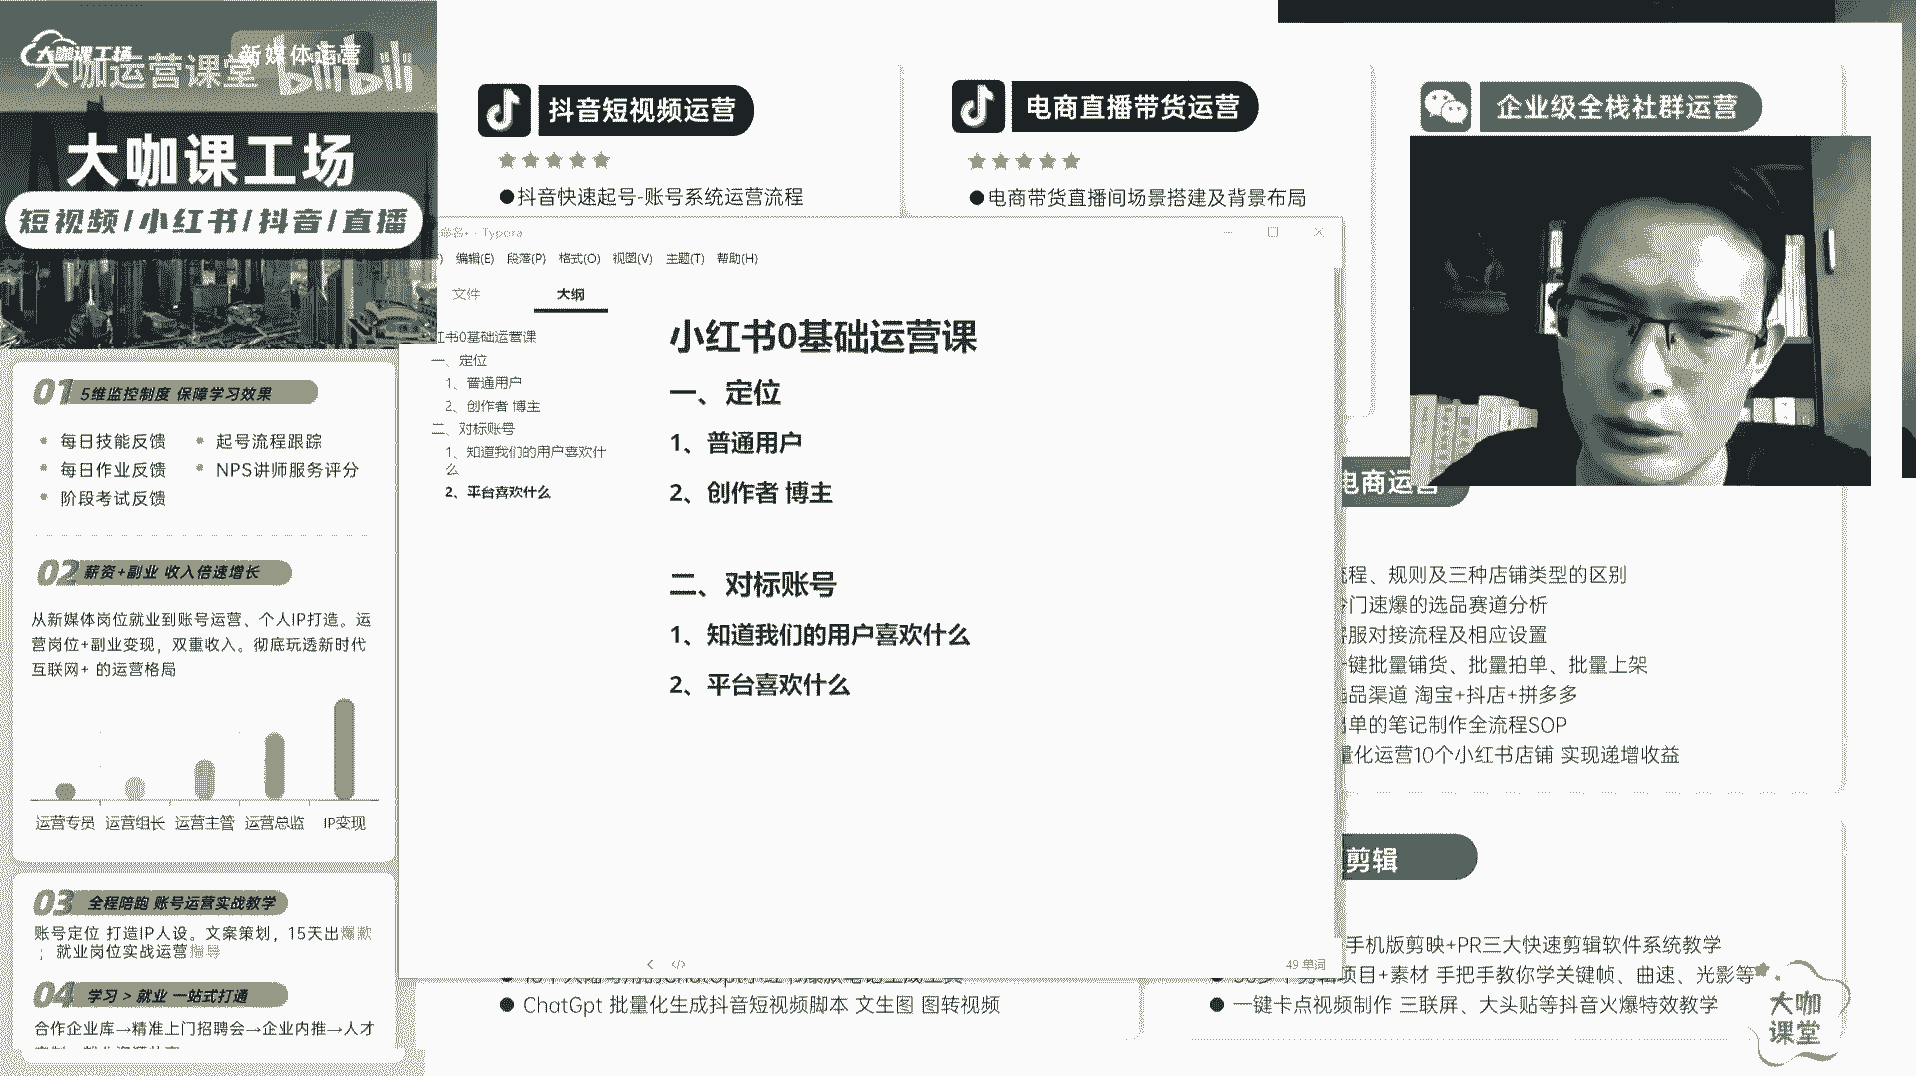 大咖课工场
新媒体运营
大咖运营课堂 bilibili
大咖课工场
短视频/小红书/抖音/直播
01 5维监控制度 保障学习效果
每日技能反馈
起号流程跟踪
每日作业反馈
NPS讲师服务评分
阶段考试反馈
02 薪资+副业 收入倍速增长
从新媒体岗位就业到账号运营、个人IP打造。运
营岗位+副业变现，双重收入。彻底玩透新时代
互联网+ 的运营格局
运营专员 运营组长 运营主管 运营总监 IP变现
03 全程陪跑 账号运营实战教学
账号定位 打造IP人设。文案策划，15天出爆款
；就业岗位实战运营指导
04 学习 > 就业 一站式打通
合作企业库→精准上门招聘会→企业内推→人才
抖音短视频运营
●抖音快速起号-账号系统运营流程
电商直播带货运营
●电商带货直播间场景搭建及背景布局
企业级全栈社群运营
命名• - Typora
编辑(E) 段落(P) 格式(O) 视图(V) 主题(T) 帮助(H)
文件
大纲
红书0基础运营课
一、定位
1、普通用户
2、创作者 博主
二、对标账号
1、知道我们的用户喜欢什
么
2、平台喜欢什么
小红书0基础运营课
一、定位
1、普通用户
2、创作者 博主
二、对标账号
1、知道我们的用户喜欢什么
2、平台喜欢什么
</> 49 单词
电商运营
流程、规则及三种店铺类型的区别
冷门速爆的选品赛道分析
客服对接流程及相应设置
一键批量铺货、批量拍单、批量上架
选品渠道 淘宝+抖店+拼多多
出单的笔记制作全流程SOP
量化运营10个小红书店铺 实现递增收益
剪辑
手机版剪映+PR三大快速剪辑软件系统教学
项目+素材 手把手教你学关键帧、曲速、光影等
● 一键卡点视频制作 三联屏、大头贴等抖音火爆特效教学
● ChatGpt 批量化生成抖音短视频脚本 文生图 图转视频
大咖
课堂